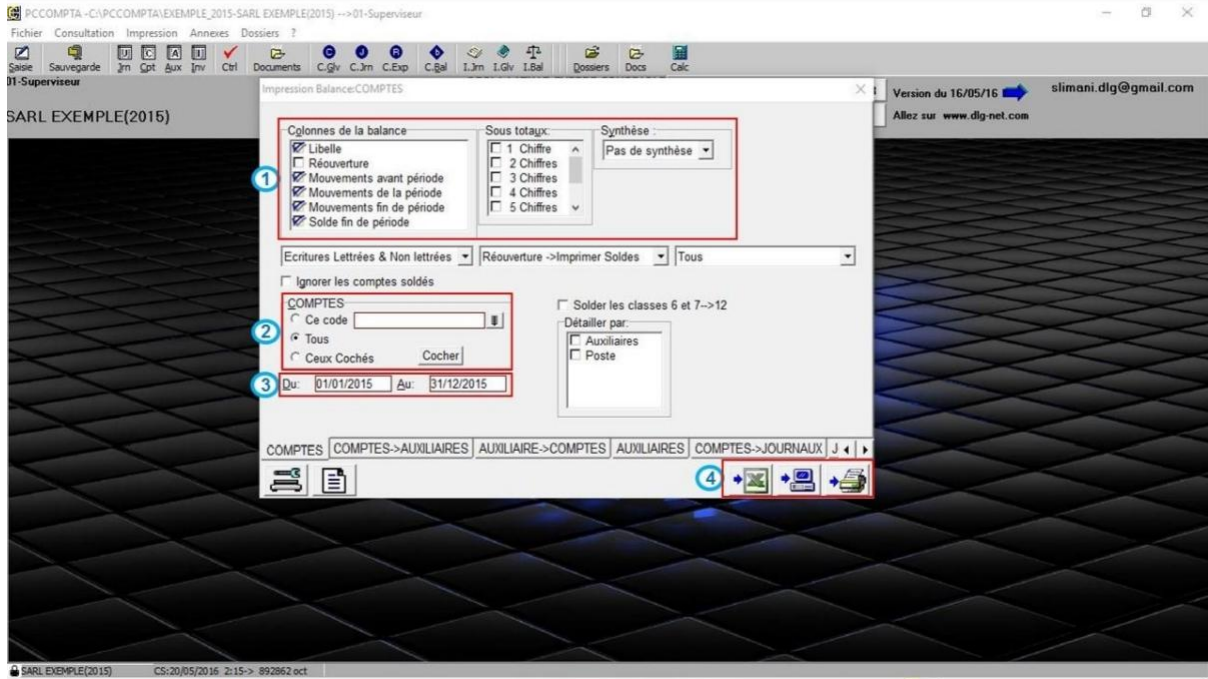 PCCOMPTA -C:\PCCOMPTA\EXEMPLE_2015-SARL EXEMPLE(2015) -->01-Superviseur
Fichier Consultation Impression Annexes Dossiers ?
Saisie Sauvegarde Jrn Cpt Aux Inv Ctrl Documents C.Glv C.Jrn C.Exp C.Bal I.Jrn I.Glv I.Bal Dossiers Docs Calc
01-Superviseur
SARL EXEMPLE(2015)
Version du 16/05/16
slimani.dlg@gmail.com
Allez sur www.dlg-net.com
Impression Balance:COMPTES
Colonnes de la balance
Libelle
Réouverture
Mouvements avant période
Mouvements de la période
Mouvements fin de période
Solde fin de période
Sous totaux:
1 Chiffre
2 Chiffres
3 Chiffres
4 Chiffres
5 Chiffres
Synthèse :
Pas de synthèse
1
Ecritures Lettrées & Non lettrées
Réouverture ->Imprimer Soldes
Tous
Ignorer les comptes soldés
COMPTES
Ce code
Tous
Ceux Cochés
Cocher
2
Solder les classes 6 et 7-->12
Détailler par:
Auxiliaires
Poste
3
Du: 01/01/2015 Au: 31/12/2015
COMPTES COMPTES->AUXILIAIRES AUXILIAIRE->COMPTES AUXILIAIRES COMPTES->JOURNAUX J
4
SARL EXEMPLE(2015) CS:20/05/2016 2:15-> 892862 oct